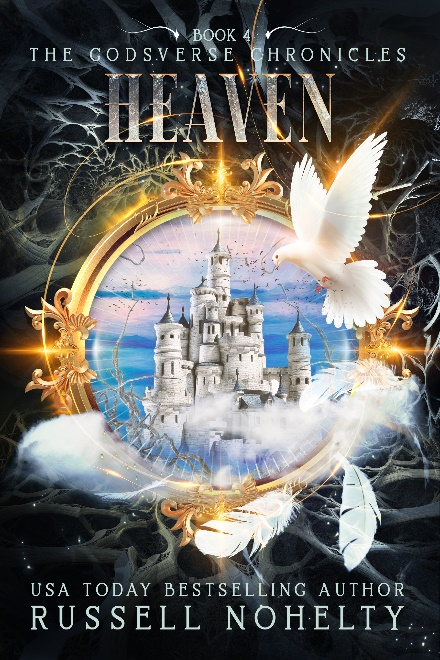 BOOK 4
THE GODSVERSE CHRONICLES
HEAVEN
USA TODAY BESTSELLING AUTHOR
RUSSELL NOHELTY